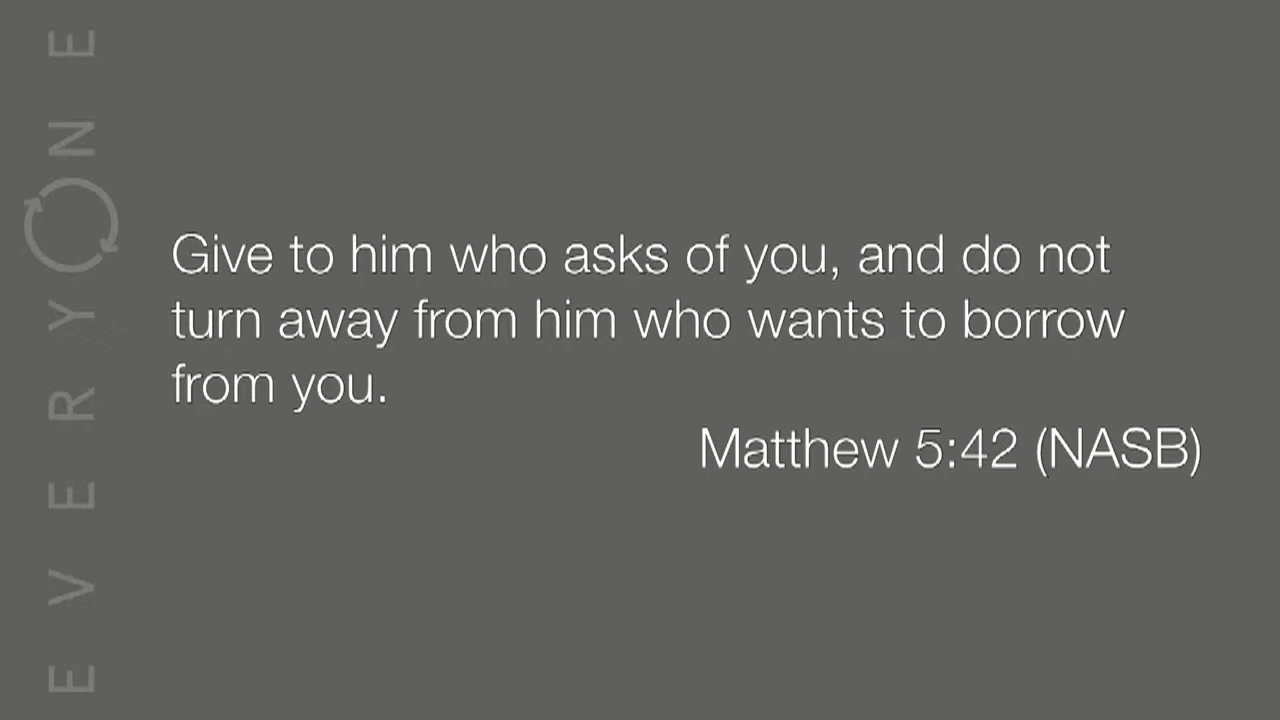 EVERYONE
Give to him who asks of you, and do not
turn away from him who wants to borrow
from you.
Matthew 5:42 (NASB)